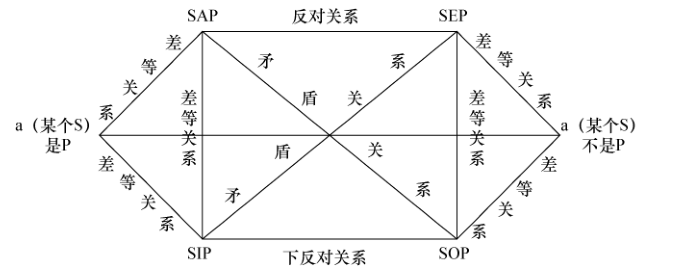 SAP
反对关系
SEP
差等关系
矛盾关系
矛盾关系
差等关系
差等关系
差等关系
a（某个S）
是P
a（某个S）
不是P
差等关系
差等关系
SIP
下反对关系
SOP